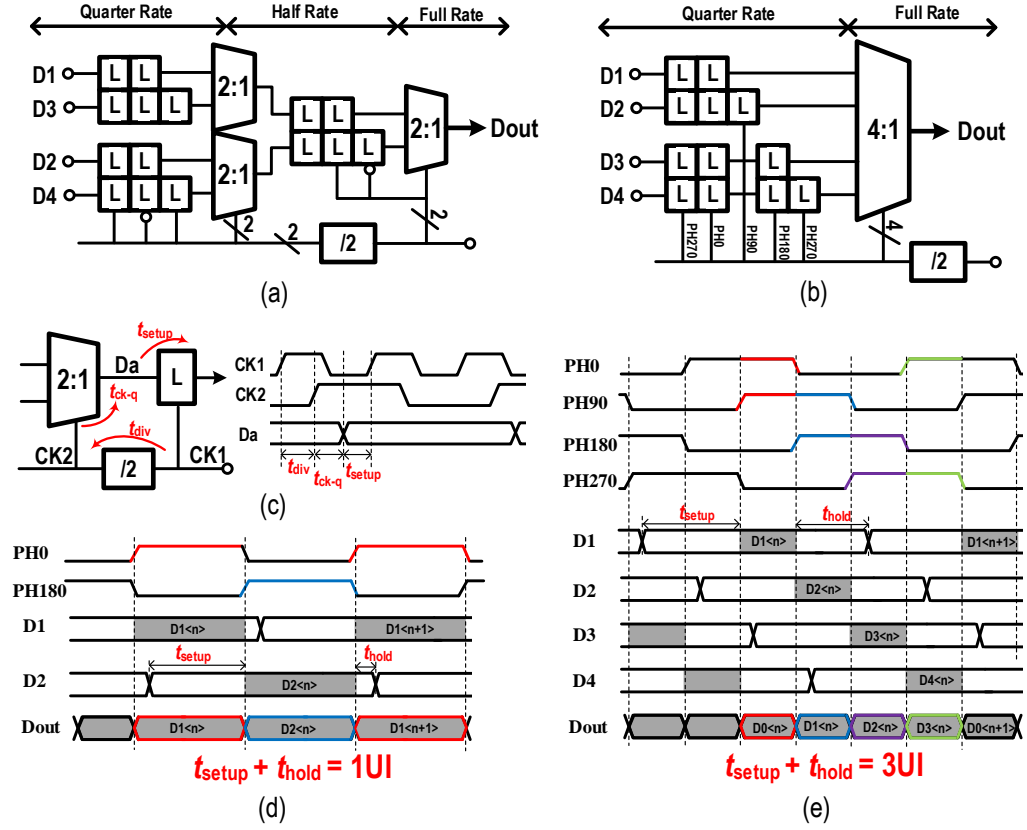 Quarter Rate Half Rate Full Rate
D1 L L 2:1
D3 L L L
L L 2:1 Dout
L L L
D2 L L 2:1
D4 L L L
2 2 /2 2
(a)
Quarter Rate Full Rate
D1 L L
D2 L L L
4:1 Dout
D3 L L L
D4 L L L L
PH270 PH0 PH90 PH180 PH270 4
/2
(b)
tsetup
2:1 Da L
tck-q
tdiv
CK2 /2 CK1
CK1
CK2
Da
tdiv tck-q tsetup
(c)
PH0
PH180
D1 D1<n> D1<n+1>
tsetup thold
D2 D2<n>
Dout D1<n> D2<n> D1<n+1>
tsetup + thold = 1UI
(d)
PH0
PH90
PH180
PH270
tsetup thold
D1 D1<n> D1<n+1>
D2 D2<n>
D3 D3<n>
D4 D4<n>
Dout D0<n> D1<n> D2<n> D3<n> D0<n+1>
tsetup + thold = 3UI
(e)